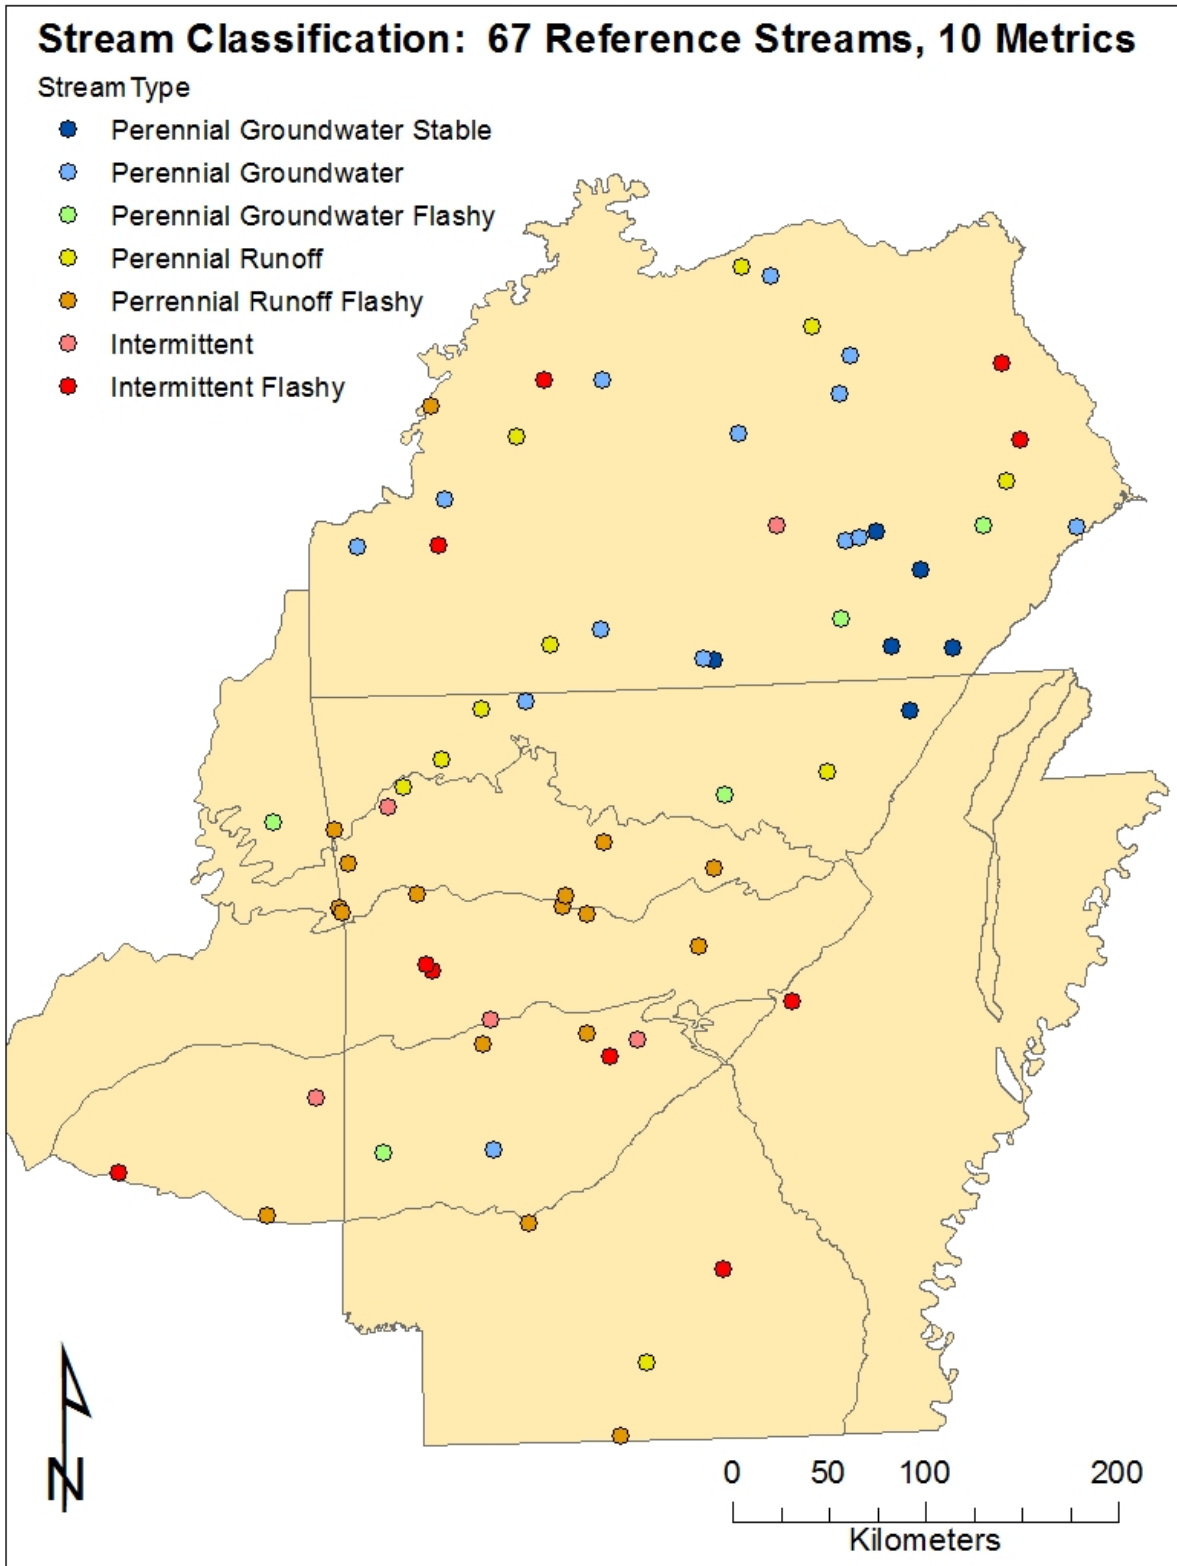 Stream Classification: 67 Reference Streams, 10 Metrics
Stream Type
Perennial Groundwater Stable
Perennial Groundwater
Perennial Groundwater Flashy
Perennial Runoff
Perrennial Runoff Flashy
Intermittent
Intermittent Flashy
N
0 50 100 200
Kilometers